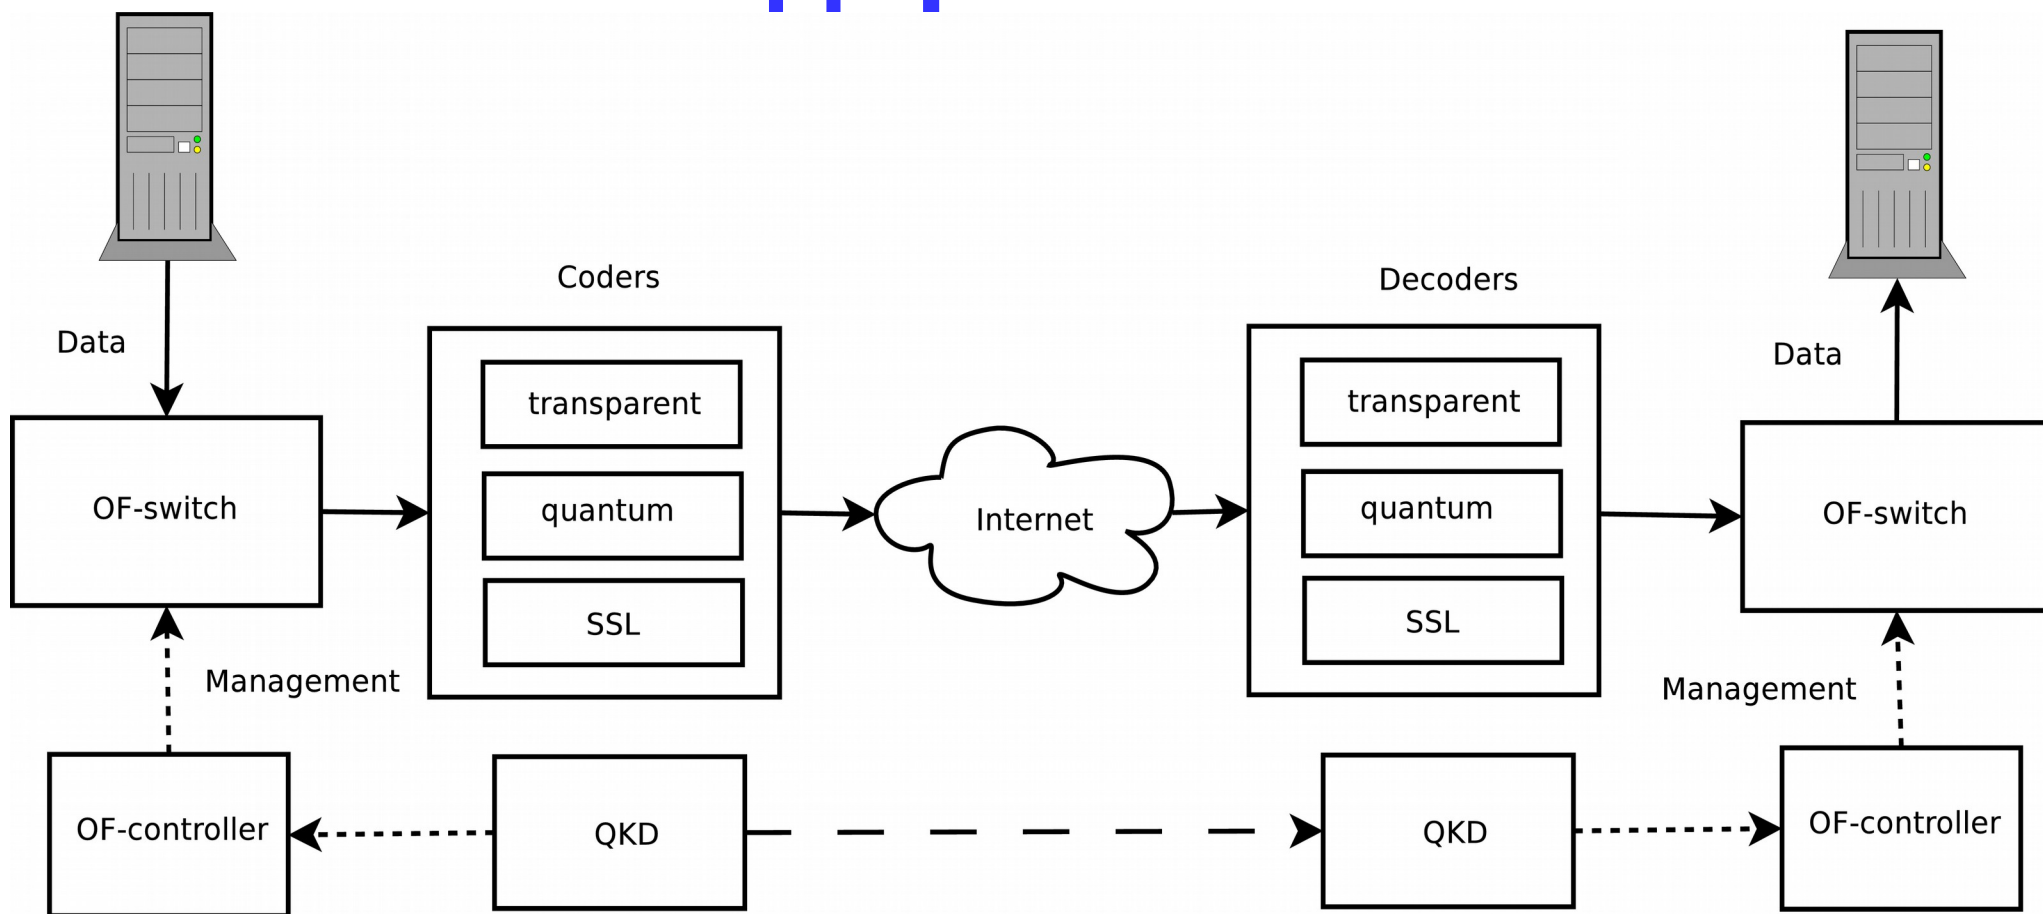 Coders
Decoders
Data
Data
transparent
transparent
quantum
quantum
OF-switch
Internet
OF-switch
SSL
SSL
Management
Management
OF-controller
QKD
QKD
OF-controller